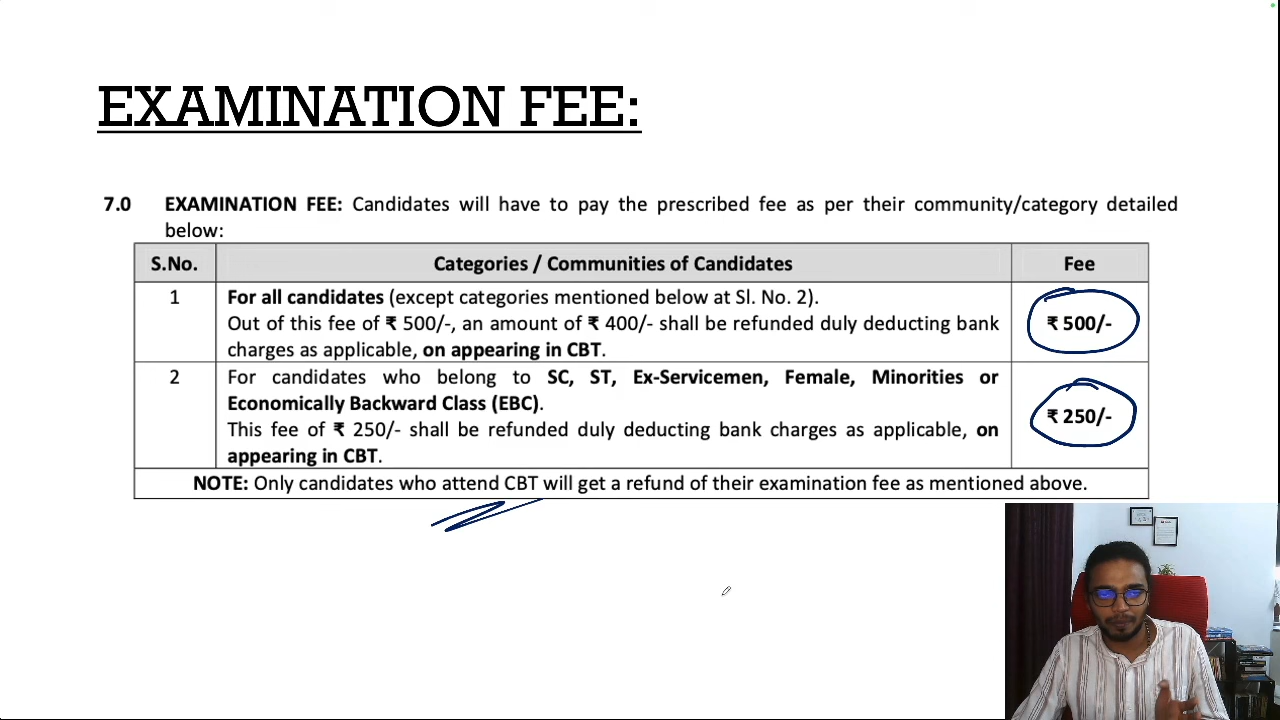 EXAMINATION FEE:
7.0 EXAMINATION FEE: Candidates will have to pay the prescribed fee as per their community/category detailed
below:
S.No. Categories / Communities of Candidates Fee
1 For all candidates (except categories mentioned below at Sl. No. 2).
Out of this fee of ₹ 500/-, an amount of ₹ 400/- shall be refunded duly deducting bank ₹ 500/-
charges as applicable, on appearing in CBT.
2 For candidates who belong to SC, ST, Ex-Servicemen, Female, Minorities or
Economically Backward Class (EBC). ₹ 250/-
This fee of ₹ 250/- shall be refunded duly deducting bank charges as applicable, on
appearing in CBT.
NOTE: Only candidates who attend CBT will get a refund of their examination fee as mentioned above.